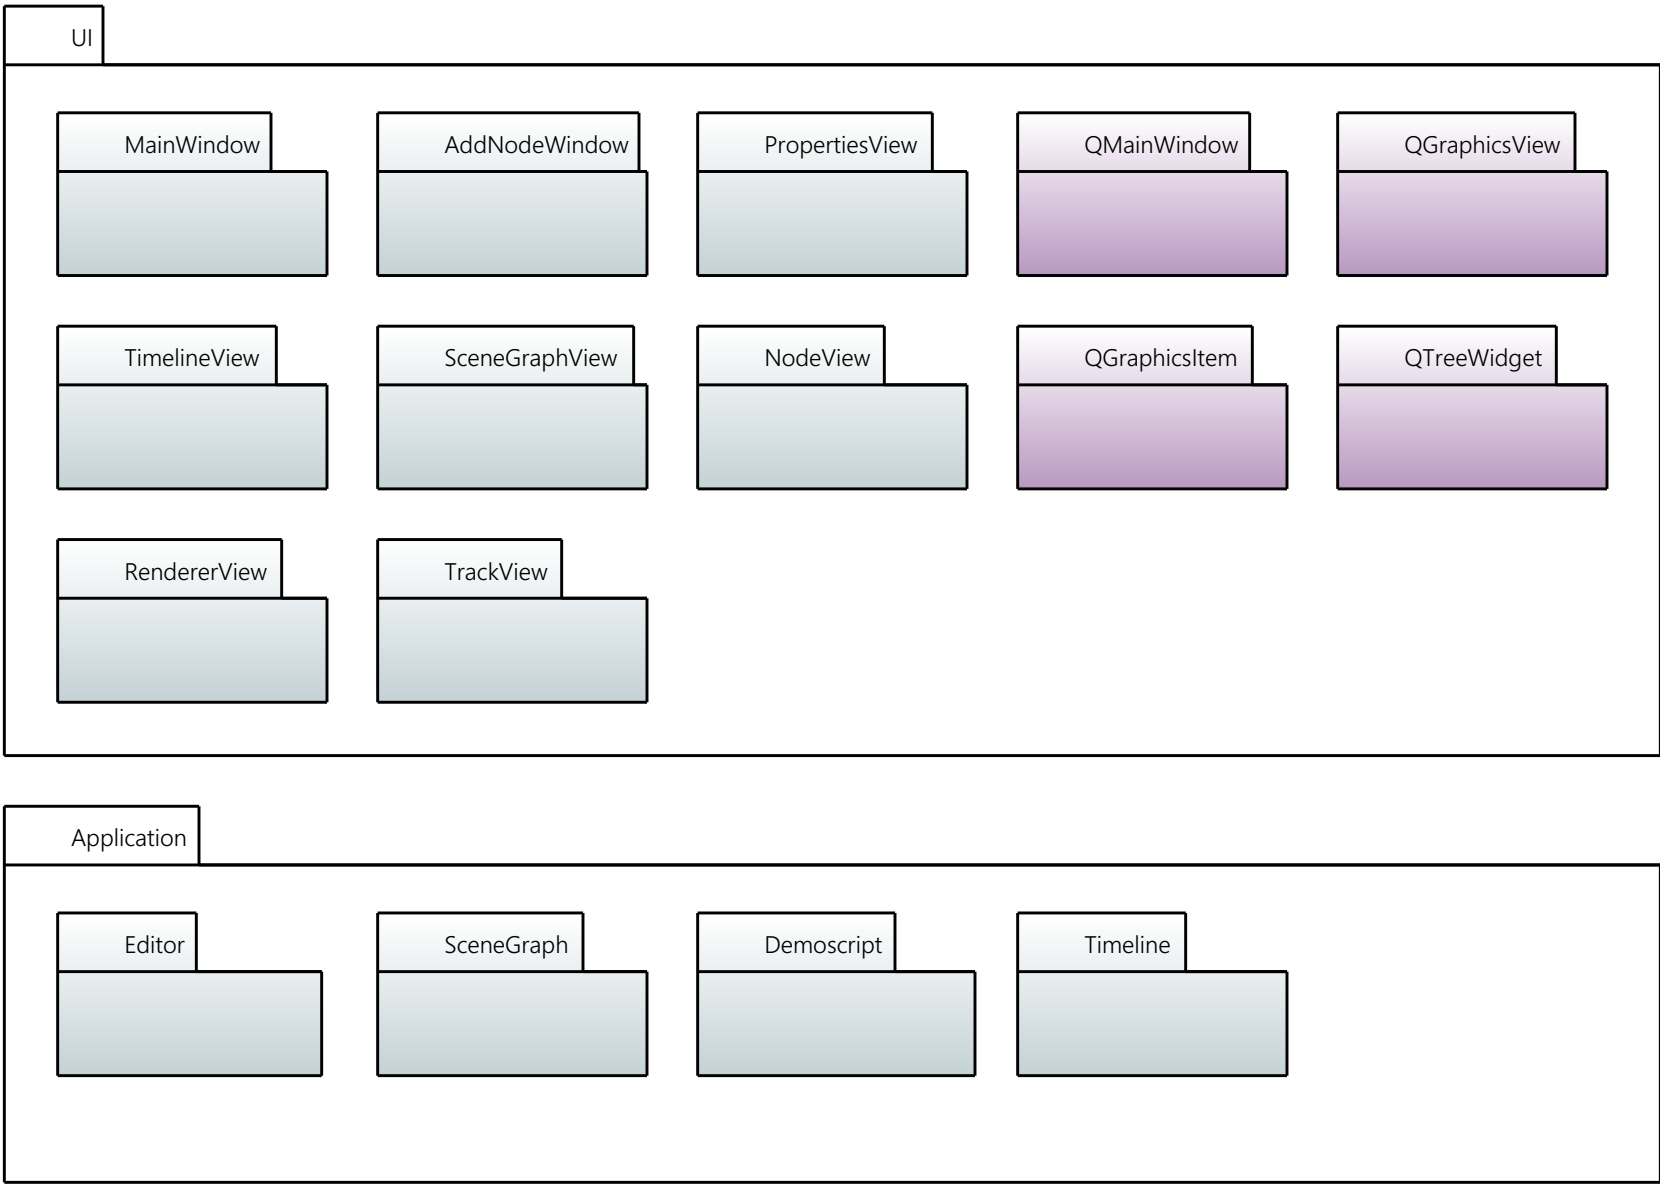 UI
MainWindow
AddNodeWindow
PropertiesView
QMainWindow
QGraphicsView
TimelineView
SceneGraphView
NodeView
QGraphicsItem
QTreeWidget
RendererView
TrackView
Application
Editor
SceneGraph
Demoscript
Timeline